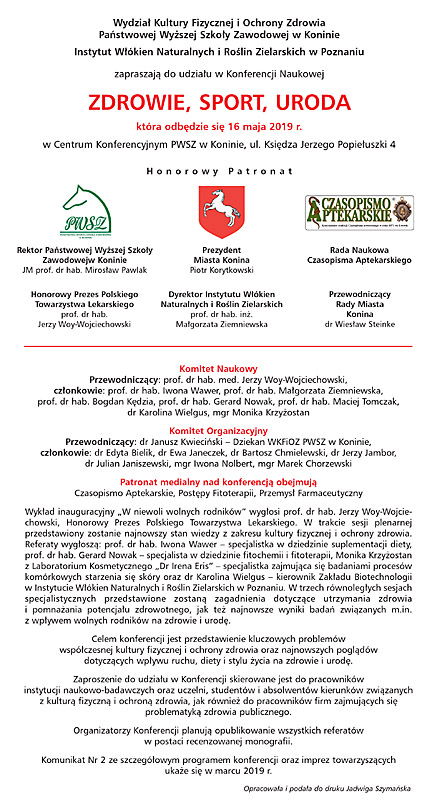 Wydział Kultury Fizycznej i Ochrony Zdrowia
Państwowej Wyższej Szkoły Zawodowej w Koninie
Instytut Włókien Naturalnych i Roślin Zielarskich w Poznaniu
zapraszają do udziału w Konferencji Naukowej
ZDROWIE, SPORT, URODA
która odbędzie się 16 maja 2019 r.
w Centrum Konferencyjnym PWSZ w Koninie, ul. Księdza Jerzego Popiełuszki 4
Honorowy Patronat
PWSZ
CZASOPISMO
APTEKARSKIE
Rektor Państwowej Wyższej Szkoły
Zawodowejw Konin
JM prof. dr hab. Mirosław Pawlak
Prezydent
Miasta Konina
Piotr Korytkowski
Rada Naukowa
Czasopisma Aptekarskiego
Honorowy Prezes Polskiego
Towarzystwa Lekarskiego
prof. dr hab.
Jerzy Woy-Wojciechowski
Dyrektor Instytutu Włókien
Naturalnych i Roślin Zielarskich
prof. dr hab. inż.
Małgorzata Ziemniewska
Przewodniczący
Rady Miasta
Konina
dr Wiesław Steinke
Komitet Naukowy
Przewodniczący: prof. dr hab. med. Jerzy Woy-Wojciechowski,
członkowie: prof. dr hab. Iwona Wawer, prof. dr hab. Małgorzata Ziemniewska,
prof. dr hab. Bogdan Kędzia, prof. dr hab. Gerard Nowak, prof. dr hab. Maciej Tomczak,
dr Karolina Wielgus, mgr Monika Krzyżostan
Komitet Organizacyjny
Przewodniczący: dr Janusz Kwieciński – Dziekan WKFiOZ PWSZ w Koninie,
członkowie: dr Edyta Bielik, dr Ewa Janeczek, dr Bartosz Chmielewski, dr Jerzy Jambor,
dr Julian Janiszewski, mgr Iwona Nolbert, mgr Marek Chorzewski
Patronat medialny nad konferencją obejmują
Czasopismo Aptekarskie, Postępy Fitoterapii, Przemysł Farmaceutyczny
Wykład inauguracyjny „W niewoli wolnych rodników” wygłosi prof. dr hab. Jerzy Woy-Wojcie-
chowski, Honorowy Prezes Polskiego Towarzystwa Lekarskiego. W trakcie sesji plenarnej
przedstawiony zostanie najnowszy stan wiedzy z zakresu kultury fizycznej i ochrony zdrowia.
Referaty wygłoszą: prof. dr hab. Iwona Wawer – specjalistka w dziedzinie suplementacji diety,
prof. dr hab. Gerard Nowak – specjalista w dziedzinie fitochemii i fitoterapii, Monika Krzyżostan
z Laboratorium Kosmetycznego „Dr Irena Eris” – specjalistka zajmująca się badaniami procesów
komórkowych starzenia się skóry oraz dr Karolina Wielgus – kierownik Zakładu Biotechnologii
w Instytucie Włókien Naturalnych i Roślin Zielarskich w Poznaniu. W trzech równoległych sesjach
specjalistycznych przedstawione zostaną zagadnienia dotyczące utrzymania zdrowia
i pomnażania potencjału zdrowotnego, jak też najnowsze wyniki badań związanych m.in.
z wpływem wolnych rodników na zdrowie i urodę.
Celem konferencji jest przedstawienie kluczowych problemów
współczesnej kultury fizycznej i ochrony zdrowia oraz najnowszych poglądów
dotyczących wpływu ruchu, diety i stylu życia na zdrowie i urodę.
Zaproszenie do udziału w Konferencji skierowane jest do pracowników
instytucji naukowo-badawczych oraz uczelni, studentów i absolwentów kierunków związanych
z kulturą fizyczną i ochroną zdrowia, jak również do pracowników firm zajmujących się
problematyką zdrowia publicznego.
Organizatorzy Konferencji planują opublikowanie wszystkich referatów
w postaci recenzowanej monografii.
Komunikat Nr 2 ze szczegółowym programem konferencji oraz imprez towarzyszących
ukaże się w marcu 2019 r.
Opracowała i podała do druku Jadwiga Szymańska